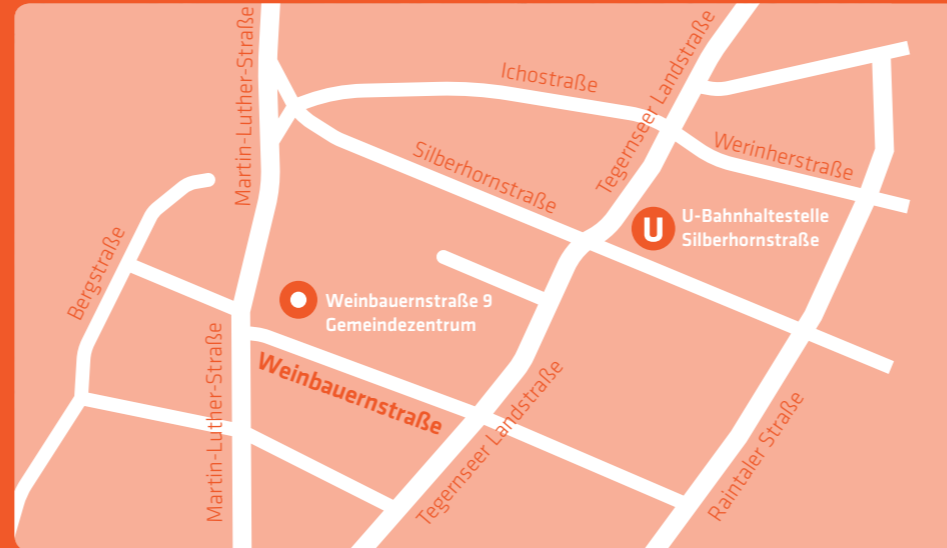 Martin-Luther-Straße
Ichostraße
Tegernseer Landstraße
Silberhornstraße
Werinherstraße
U
U-Bahnhaltestelle
Silberhornstraße
Bergstraße
Weinbauernstraße 9
Gemeindezentrum
Martin-Luther-Straße
Weinbauernstraße
Tegernseer Landstraße
Raintaler Straße